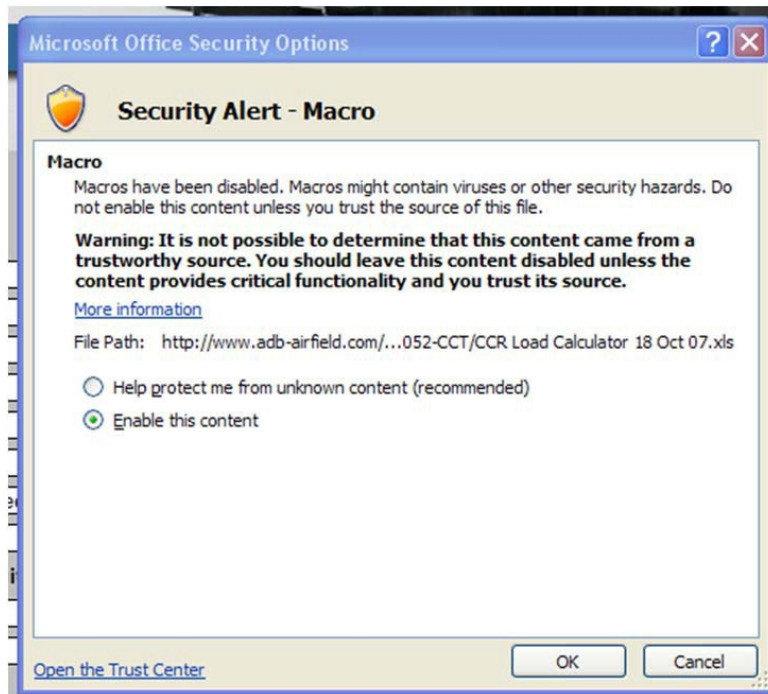 Microsoft Office Security Options
Security Alert - Macro
Macro
Macros have been disabled. Macros might contain viruses or other security hazards. Do
not enable this content unless you trust the source of this file.
Warning: It is not possible to determine that this content came from a
trustworthy source. You should leave this content disabled unless the
content provides critical functionality and you trust its source.
More information
File Path: http://www.adb-airfield.com/...052-CCT/CCR Load Calculator 18 Oct 07.xls
Help protect me from unknown content (recommended)
Enable this content
Open the Trust Center
OK
Cancel